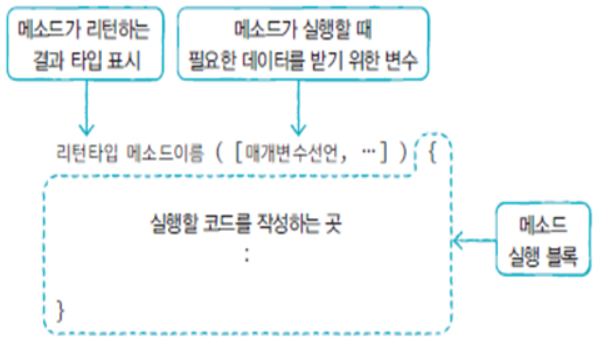 메소드가 리턴하는
결과 타입 표시
메소드가 실행할 때
필요한 데이터를 받기 위한 변수
리턴타입 메소드이름 ( [매개변수선언, …] ) {
실행할 코드를 작성하는 곳
:
메소드
실행 블록
}